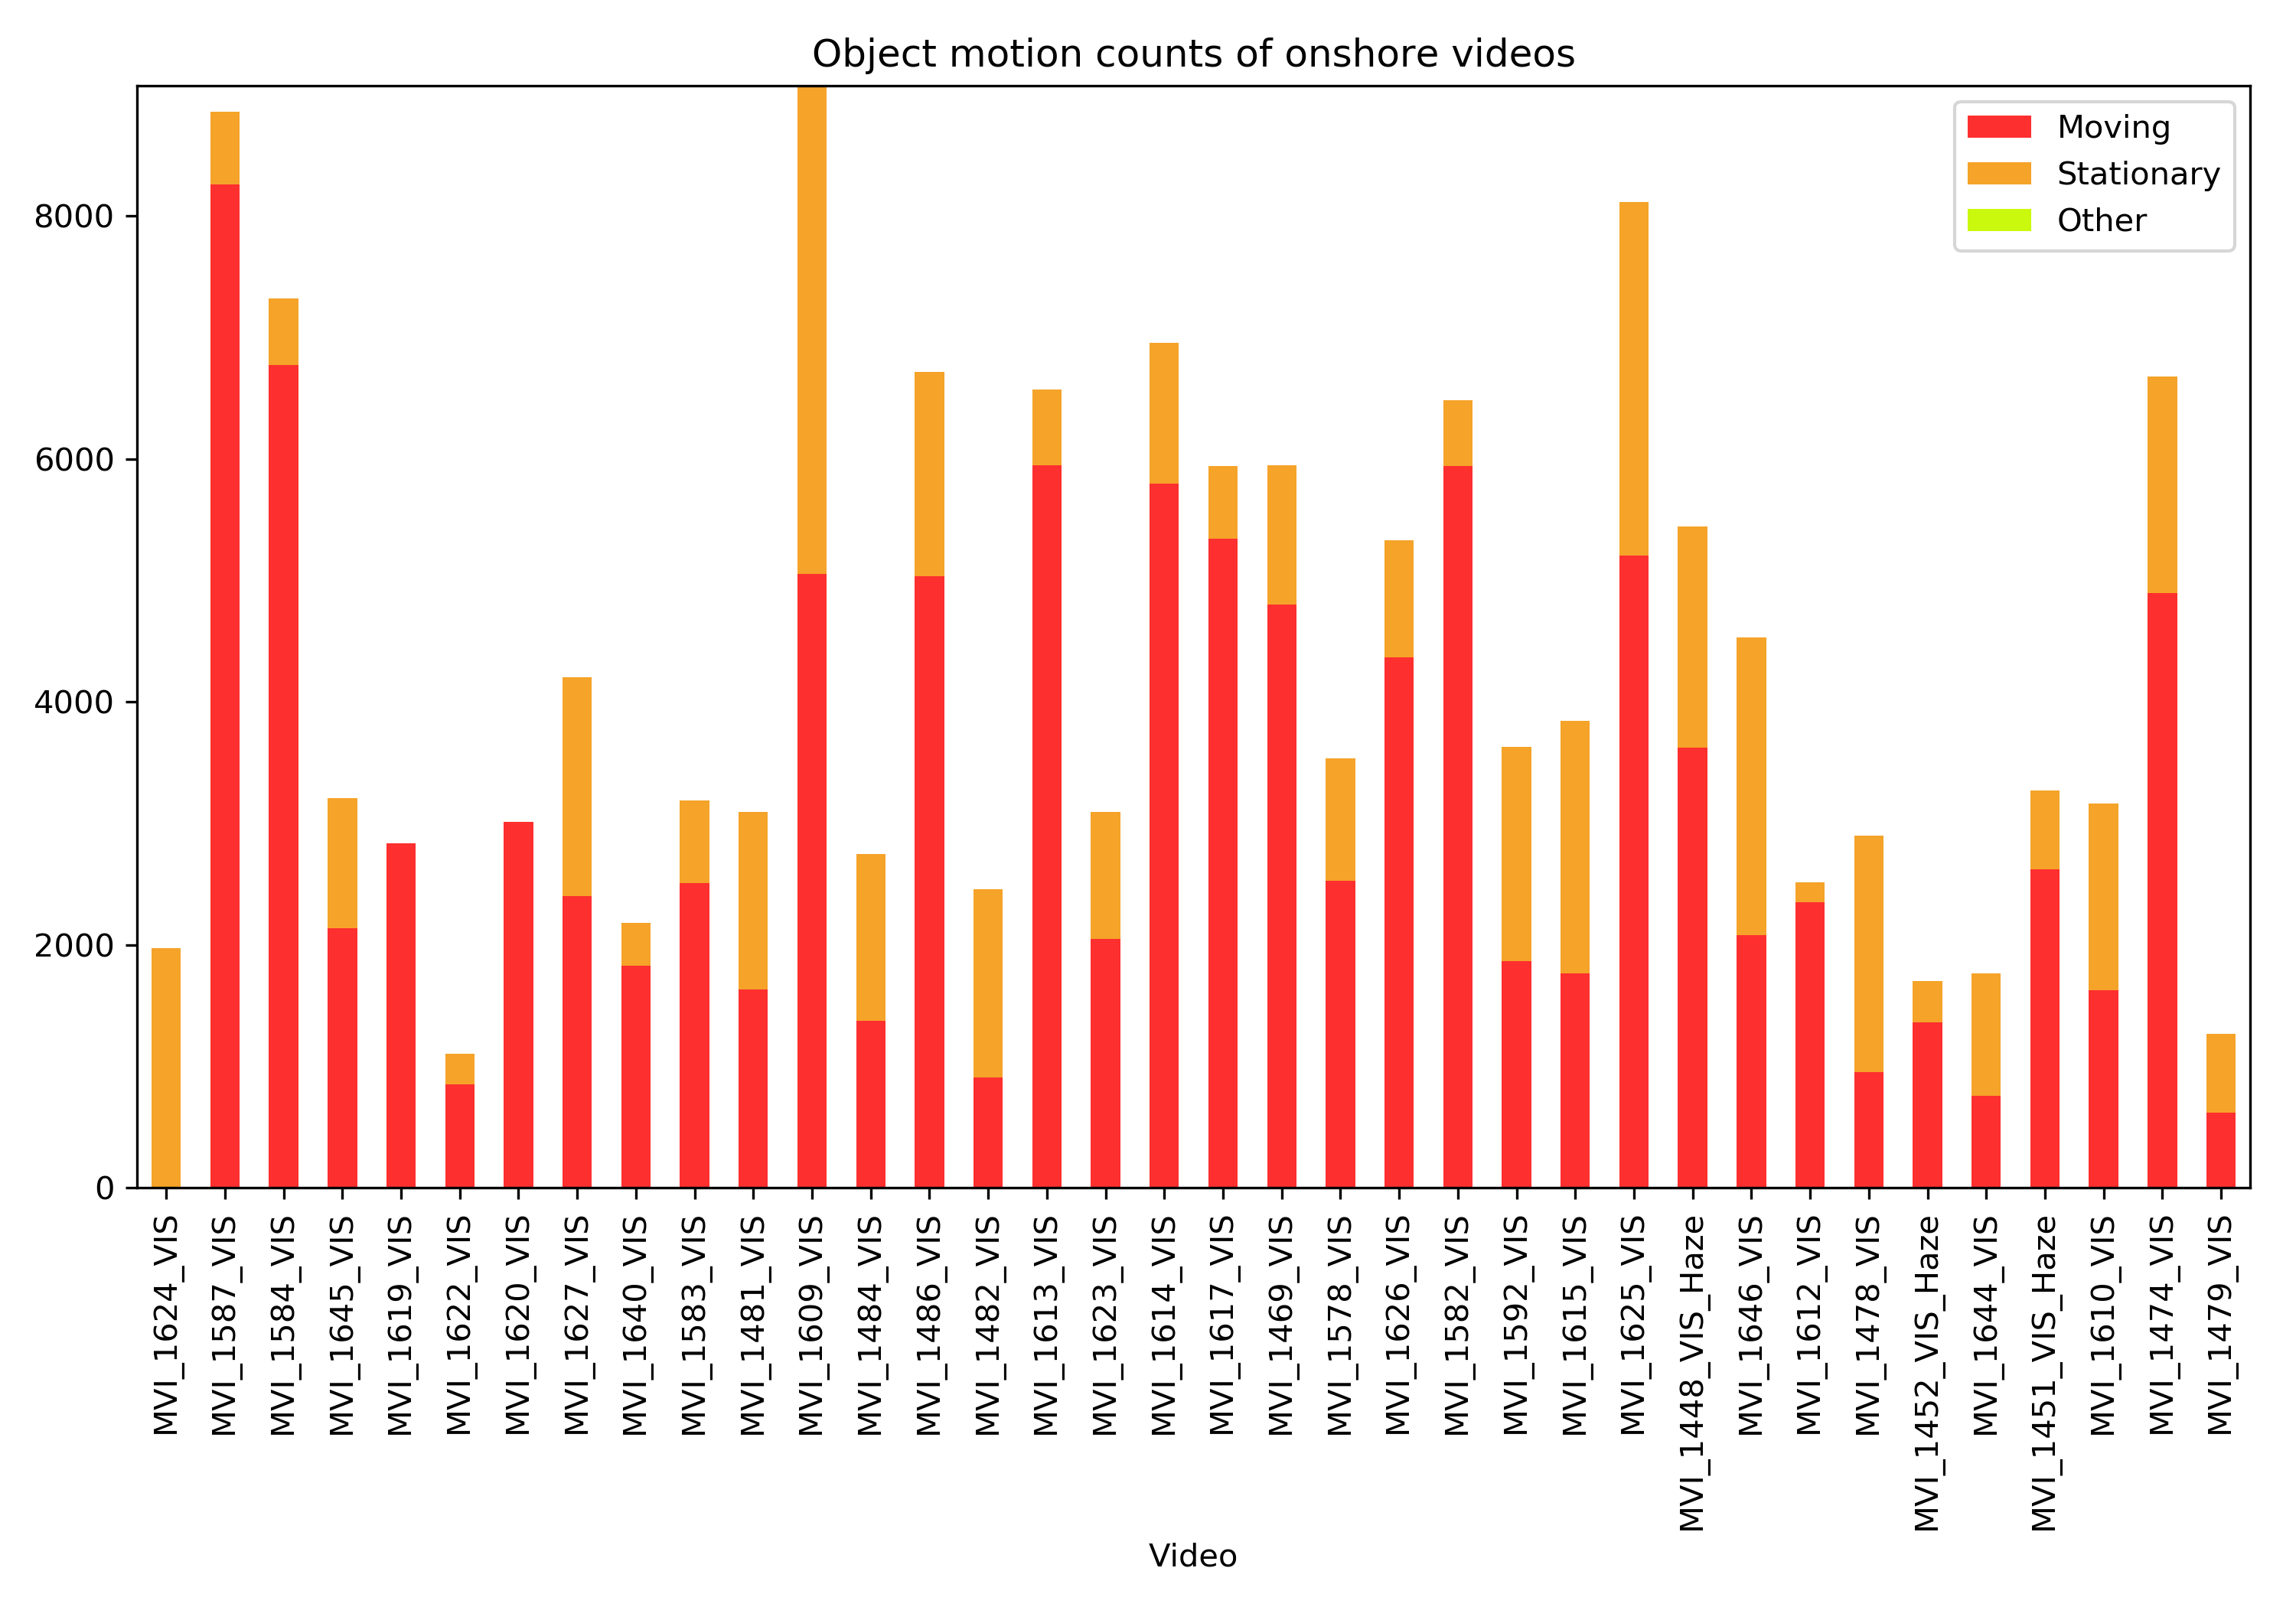 Object motion counts of onshore videos
Moving
Stationary
Other
8000
6000
4000
2000
0
MVI_1624_VIS
MVI_1587_VIS
MVI_1584_VIS
MVI_1645_VIS
MVI_1619_VIS
MVI_1622_VIS
MVI_1620_VIS
MVI_1627_VIS
MVI_1640_VIS
MVI_1583_VIS
MVI_1481_VIS
MVI_1609_VIS
MVI_1484_VIS
MVI_1486_VIS
MVI_1482_VIS
MVI_1613_VIS
MVI_1623_VIS
MVI_1614_VIS
MVI_1617_VIS
MVI_1469_VIS
MVI_1578_VIS
MVI_1626_VIS
MVI_1582_VIS
MVI_1592_VIS
MVI_1615_VIS
MVI_1625_VIS
MVI_1448_VIS_Haze
MVI_1646_VIS
MVI_1612_VIS
MVI_1478_VIS
MVI_1452_VIS_Haze
MVI_1644_VIS
MVI_1451_VIS_Haze
MVI_1610_VIS
MVI_1474_VIS
MVI_1479_VIS
Video